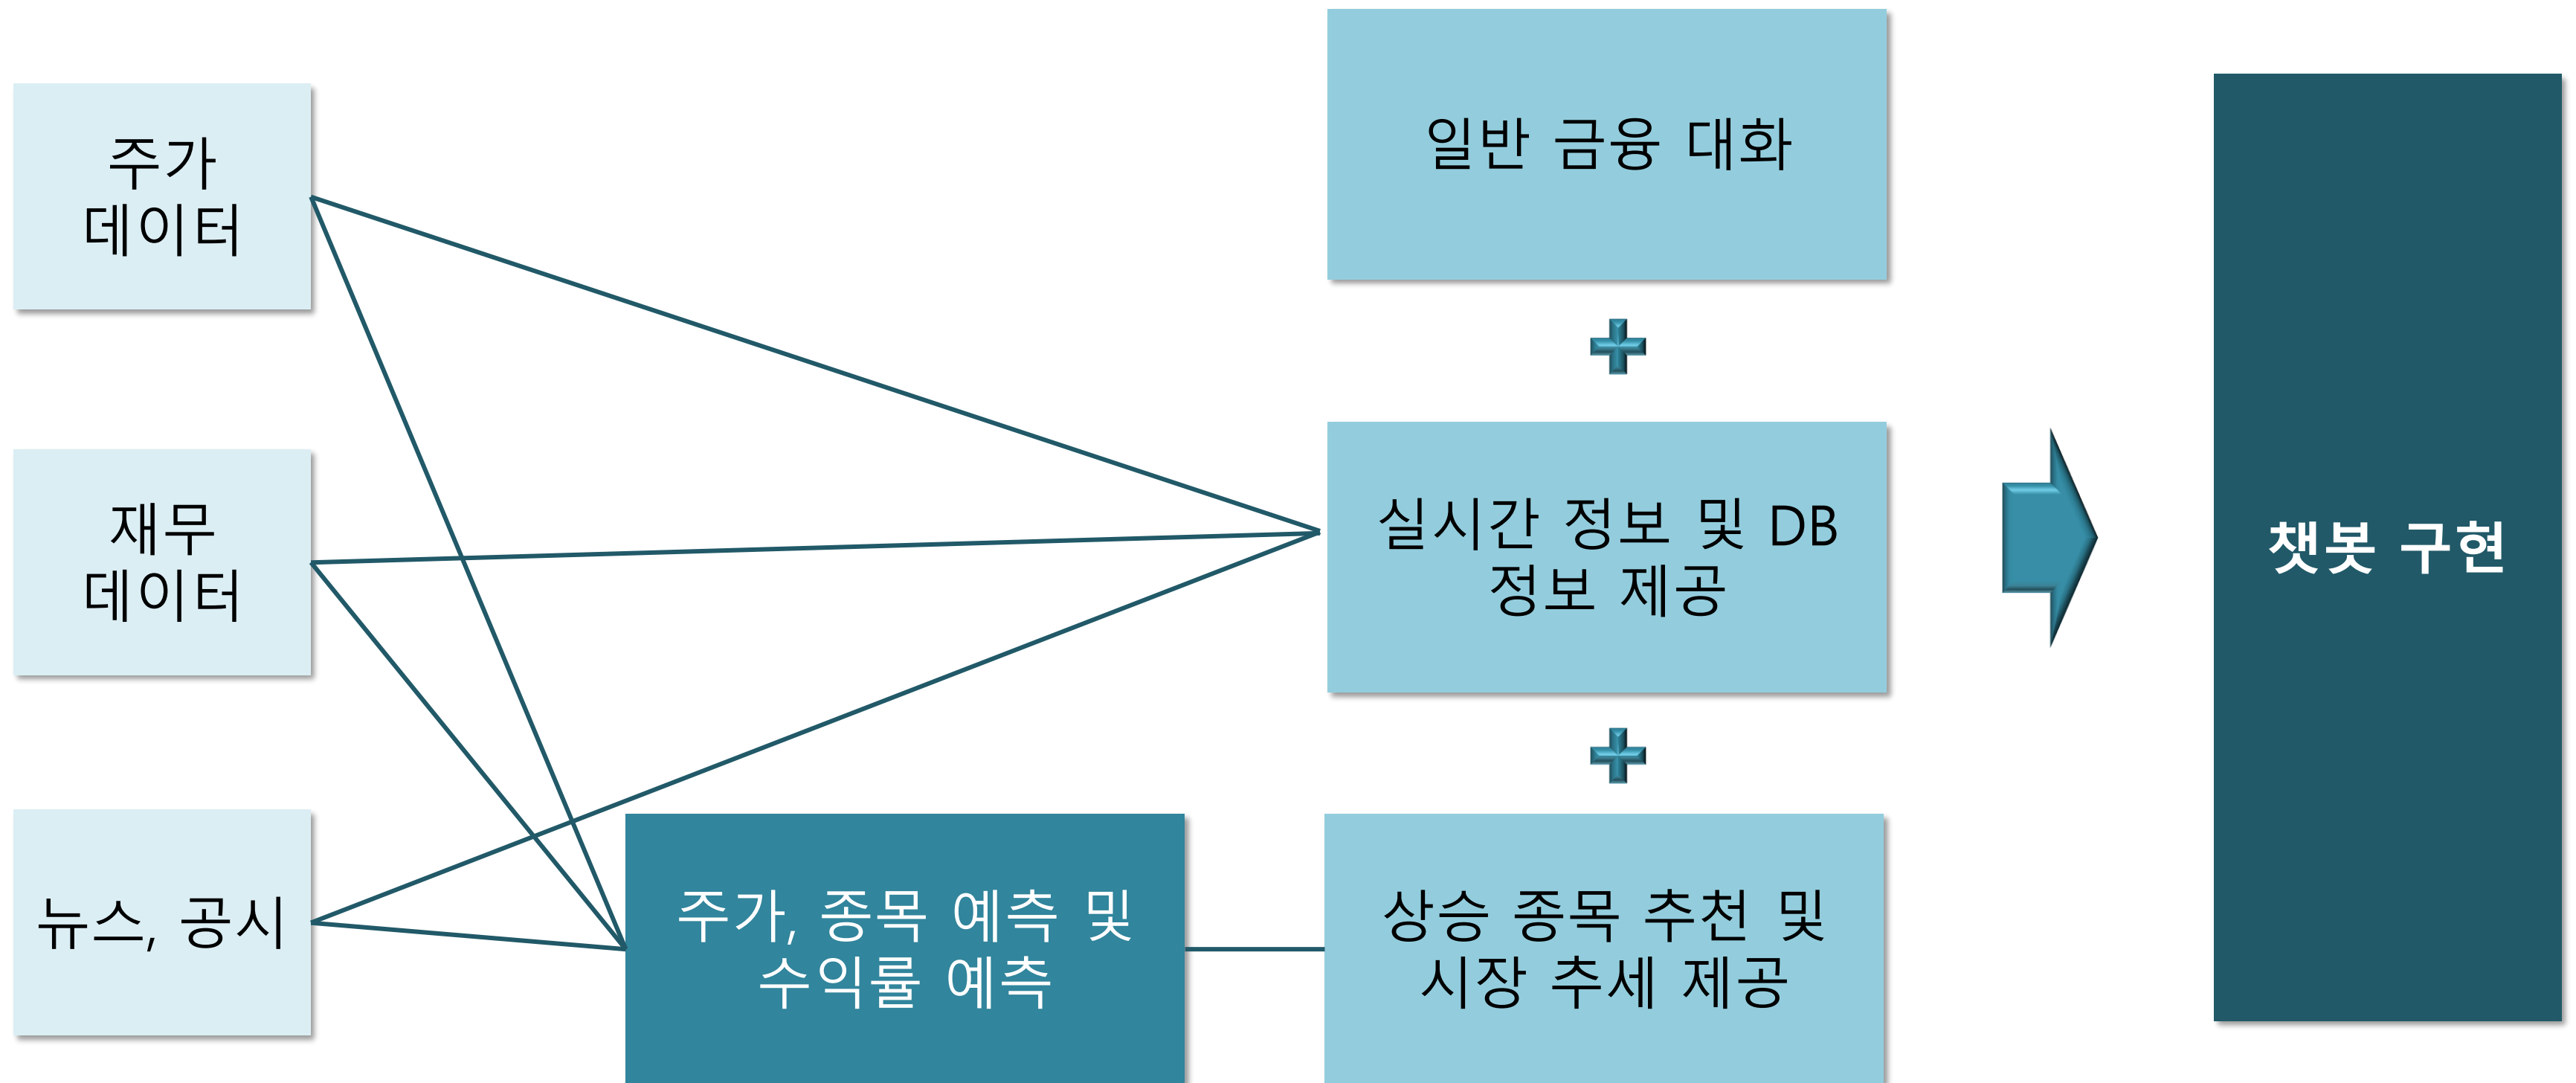 주가
데이터
재무
데이터
뉴스, 공시
주가, 종목 예측 및
수익률 예측
일반 금융 대화
실시간 정보 및 DB
정보 제공
상승 종목 추천 및
시장 추세 제공
챗봇 구현